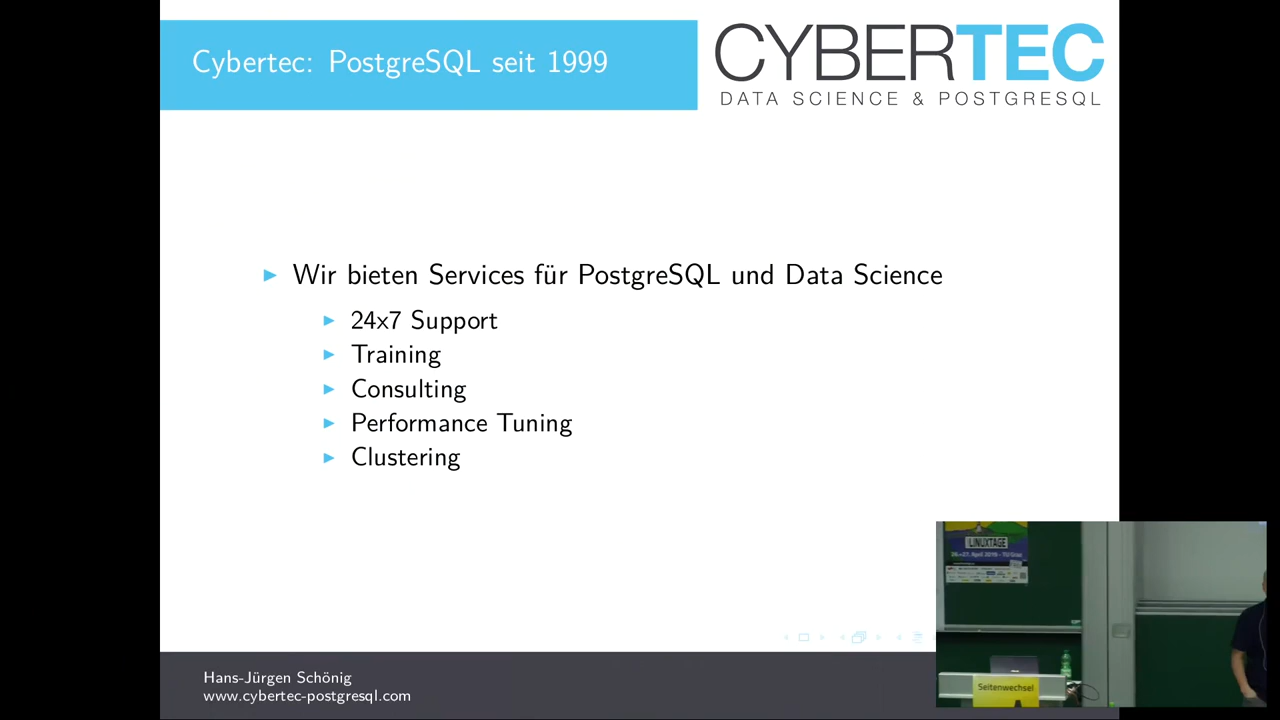 Cybertec: PostgreSQL seit 1999
CYBERTEC
DATA SCIENCE & POSTGRESQL
Wir bieten Services für PostgreSQL und Data Science
24x7 Support
Training
Consulting
Performance Tuning
Clustering
LINUXTAGE
Seitenwechsel
Hans-Jürgen Schönig
www.cybertec-postgresql.com